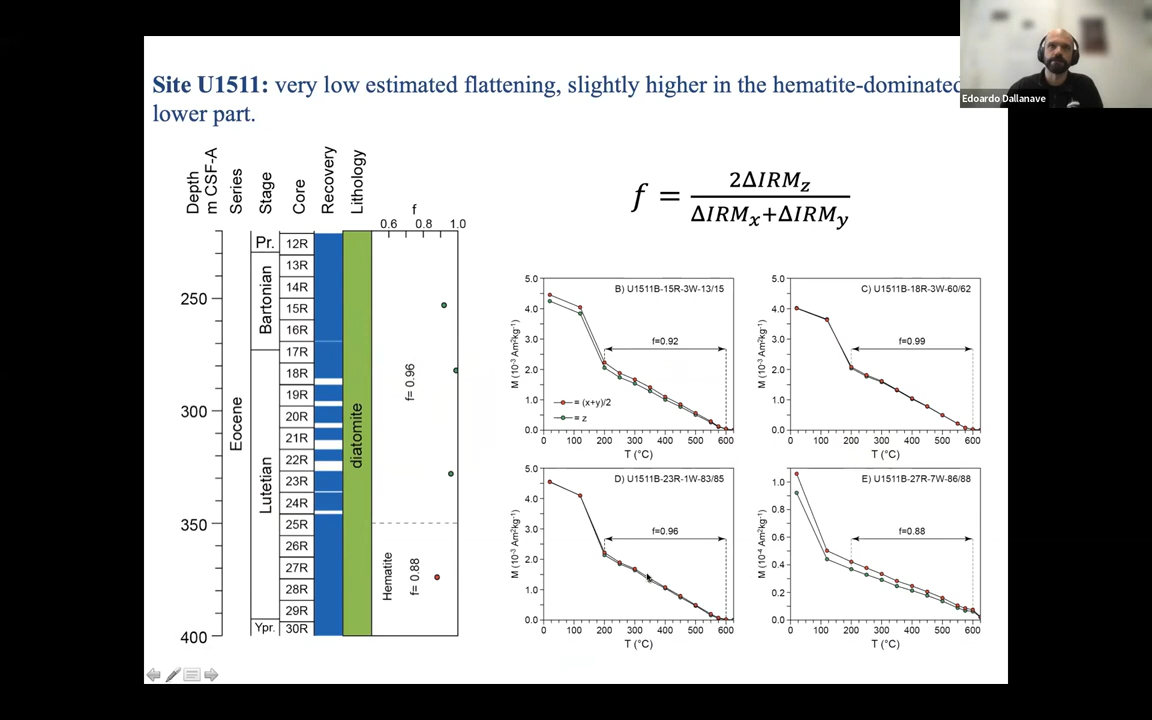 Site U1511: very low estimated flattening, slightly higher in the hematite-dominated
lower part.
Edoardo Dallanave
Depth
m CSF-A
Series
Stage
Core
Recovery
Lithology
f
0.6 0.8 1.0
250
300
350
400
Eocene
Pr.
Bartonian
Lutetian
Ypr.
12R
13R
14R
15R
16R
17R
18R
19R
20R
21R
22R
23R
24R
25R
26R
27R
28R
29R
30R
diatomite
f= 0.96
Hematite
f= 0.88
f = 2ΔIRMz / ΔIRMx+ΔIRMy
B) U1511B-15R-3W-13/15
f=0.92
= (x+y)/2
= z
M (10⁻³ Am²kg⁻¹)
5.0
4.0
3.0
2.0
1.0
0.0
0 100 200 300 400 500 600
T (°C)
C) U1511B-18R-3W-60/62
f=0.99
M (10⁻³ Am²kg⁻¹)
5.0
4.0
3.0
2.0
1.0
0.0
0 100 200 300 400 500 600
T (°C)
D) U1511B-23R-1W-83/85
f=0.96
M (10⁻³ Am²kg⁻¹)
5.0
4.0
3.0
2.0
1.0
0.0
0 100 200 300 400 500 600
T (°C)
E) U1511B-27R-7W-86/88
f=0.88
M (10⁻⁴ Am²kg⁻¹)
1.0
0.8
0.6
0.4
0.2
0.0
0 100 200 300 400 500 600
T (°C)